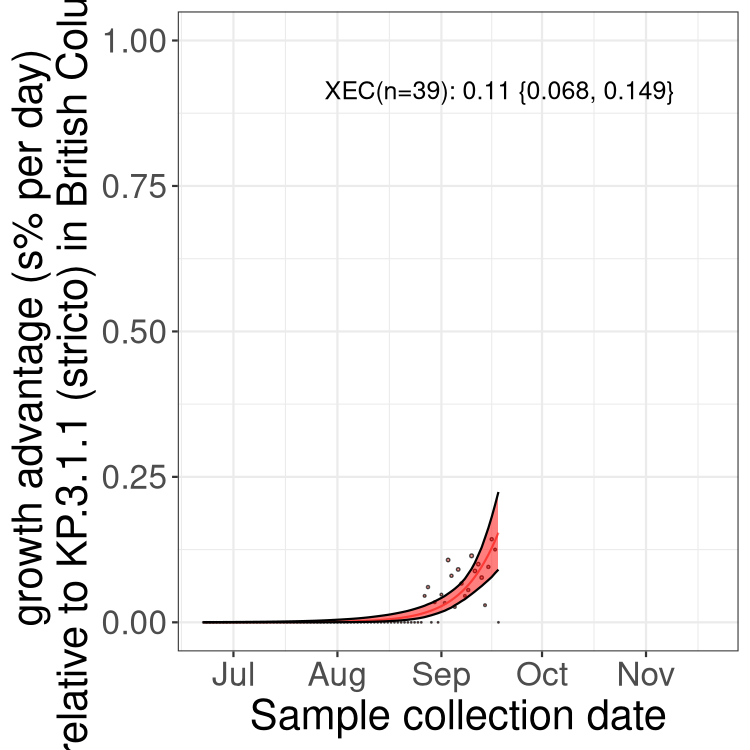 growth advantage (s% per day)
relative to KP.3.1.1 (stricto) in British Colu
1.00
0.75
0.50
0.25
0.00
XEC(n=39): 0.11 {0.068, 0.149}
Jul Aug Sep Oct Nov
Sample collection date